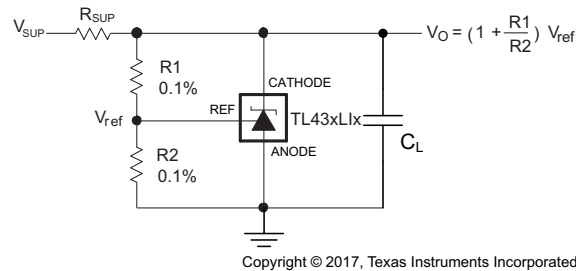 RSUP
VSUP
VO = (1 + R1/R2) Vref
R1
0.1%
CATHODE
REF
Vref
TL43xLIx
CL
ANODE
R2
0.1%
Copyright © 2017, Texas Instruments Incorporated